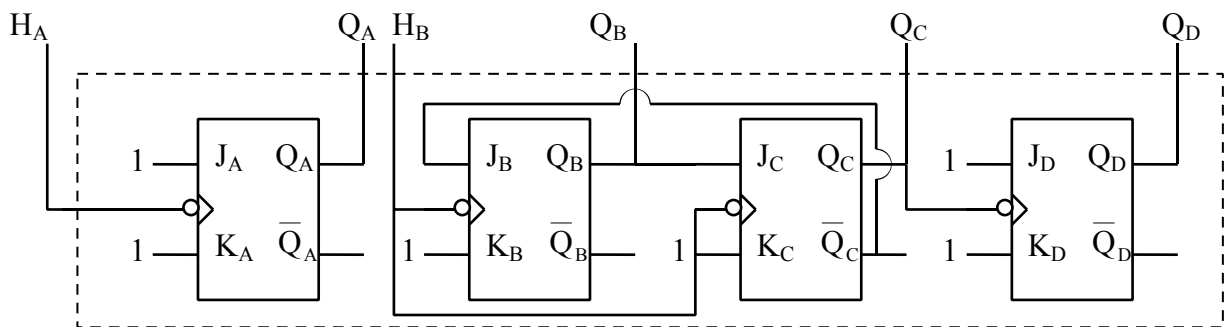 H_A Q_A H_B Q_B Q_C Q_D
1 J_A Q_A J_B Q_B J_C Q_C 1 J_D Q_D
1 K_A Q̅_A 1 K_B Q̅_B 1 K_C Q̅_C 1 K_D Q̅_D